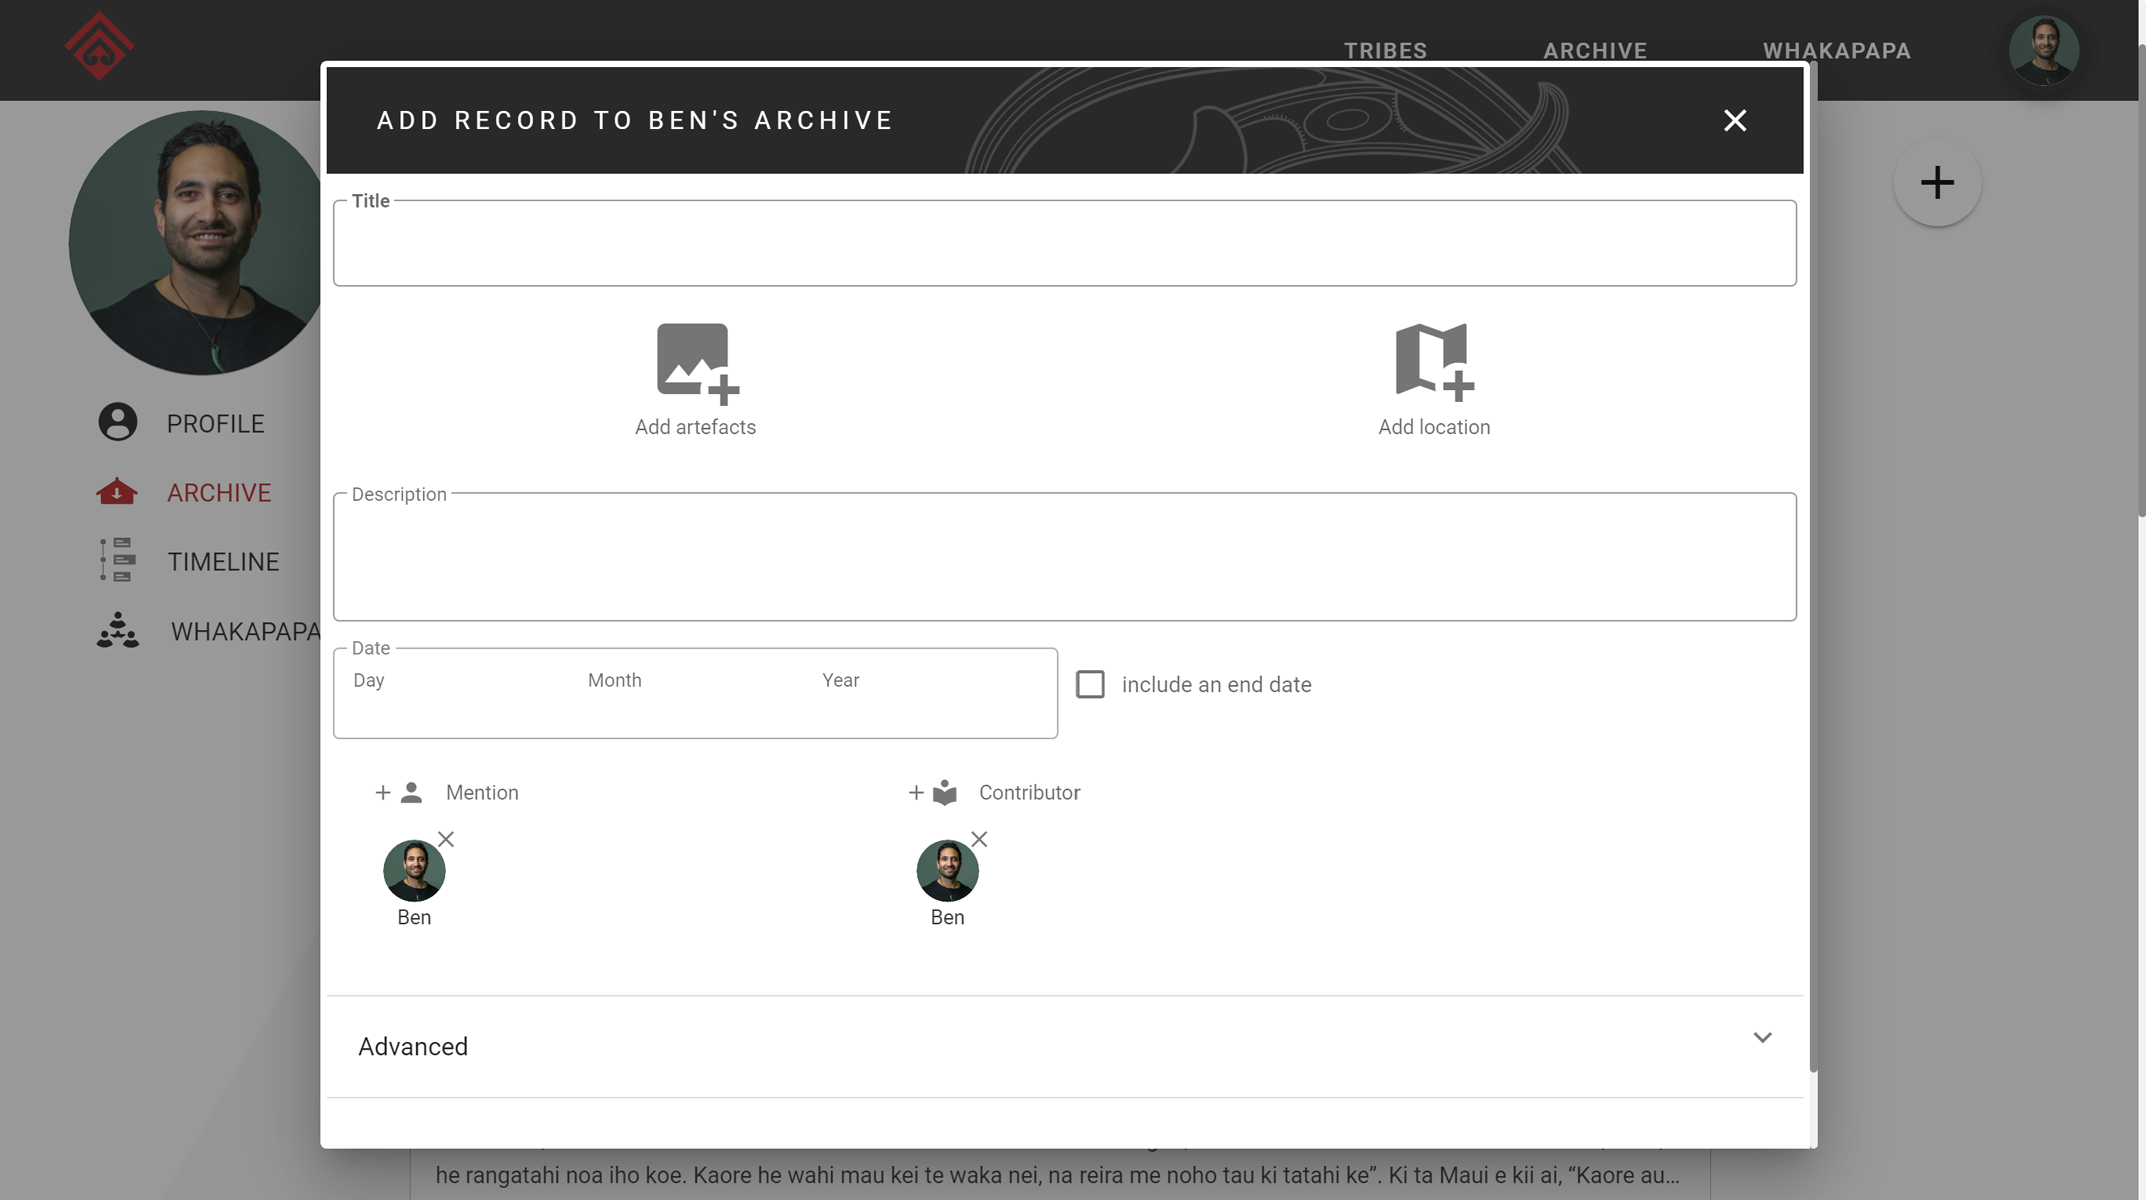 TRIBES
ARCHIVE
WHAKAPAPA
ADD RECORD TO BEN'S ARCHIVE
Title
Add artefacts
Add location
PROFILE
ARCHIVE
TIMELINE
WHAKAPAPA
Description
Date
Day
Month
Year
include an end date
Mention
Contributor
Ben
Ben
Advanced
he rangatahi noa iho koe. Kaore he wahi mau kei te waka nei, na reira me noho tau ki tatahi ke”. Ki ta Maui e kii ai, “Kaore au...